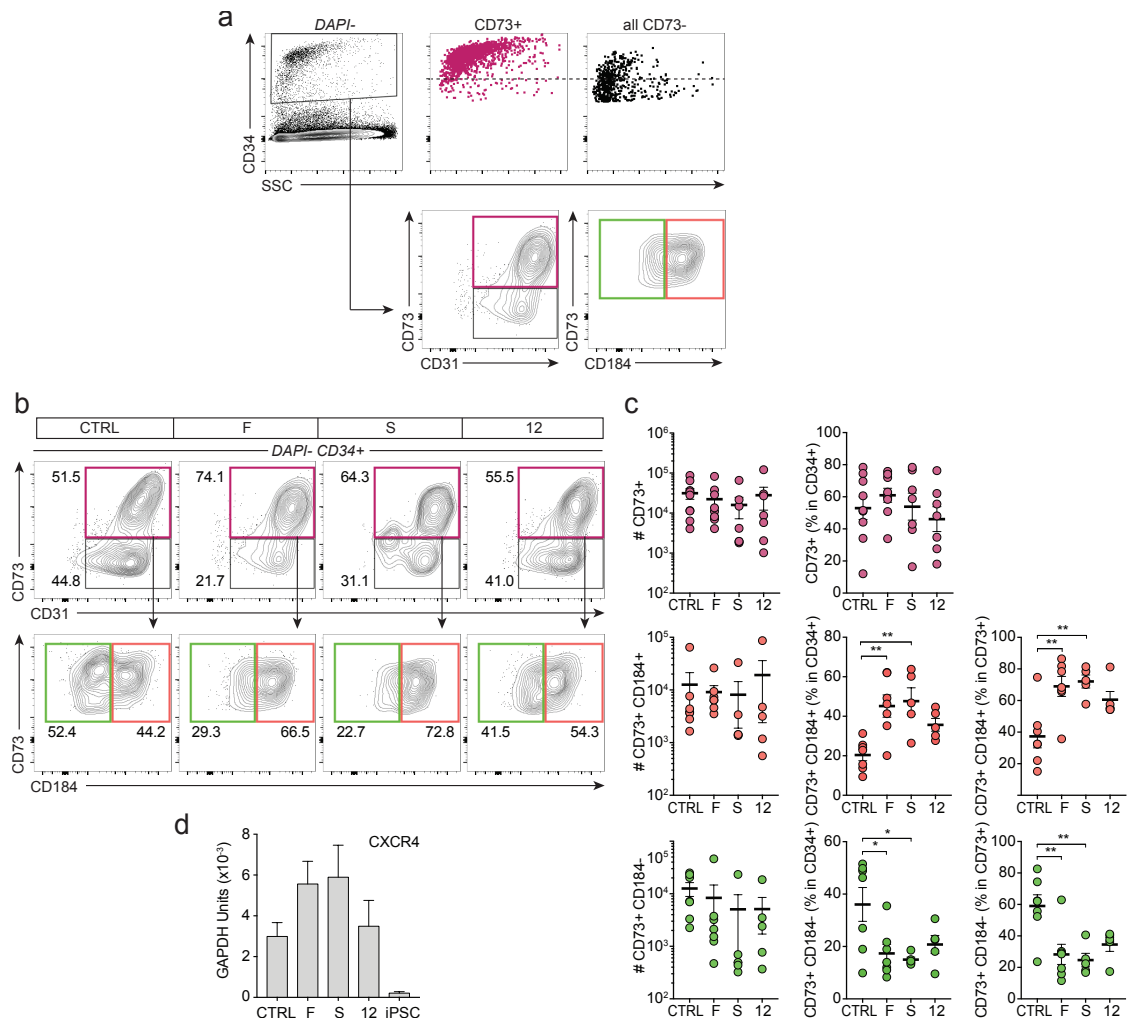 a
DAPI-
CD73+
all CD73-
CD34
SSC
CD73
CD31
CD73
CD184
b
CTRL
F
S
12
DAPI- CD34+
51.5
74.1
64.3
55.5
CD73
44.8
21.7
31.1
41.0
CD31
CD73
52.4
44.2
29.3
66.5
22.7
72.8
41.5
54.3
CD184
c
# CD73+
10⁶
10⁵
10⁴
10³
10²
CTRL F S 12
CD73+ (% in CD34+)
100
80
60
40
20
0
CTRL F S 12
# CD73+ CD184+
10⁵
10⁴
10³
10²
CTRL F S 12
CD73+ CD184+ (% in CD34+)
100
80
60
40
20
0
**
**
CTRL F S 12
CD73+ CD184+ (% in CD73+)
100
80
60
40
20
0
**
**
CTRL F S 12
# CD73+ CD184-
10⁵
10⁴
10³
10²
CTRL F S 12
CD73+ CD184- (% in CD34+)
60
40
20
0
*
*
CTRL F S 12
CD73+ CD184- (% in CD73+)
100
80
60
40
20
0
**
**
CTRL F S 12
d
CXCR4
GAPDH Units (x10⁻³)
8
6
4
2
0
CTRL F S 12 iPSC